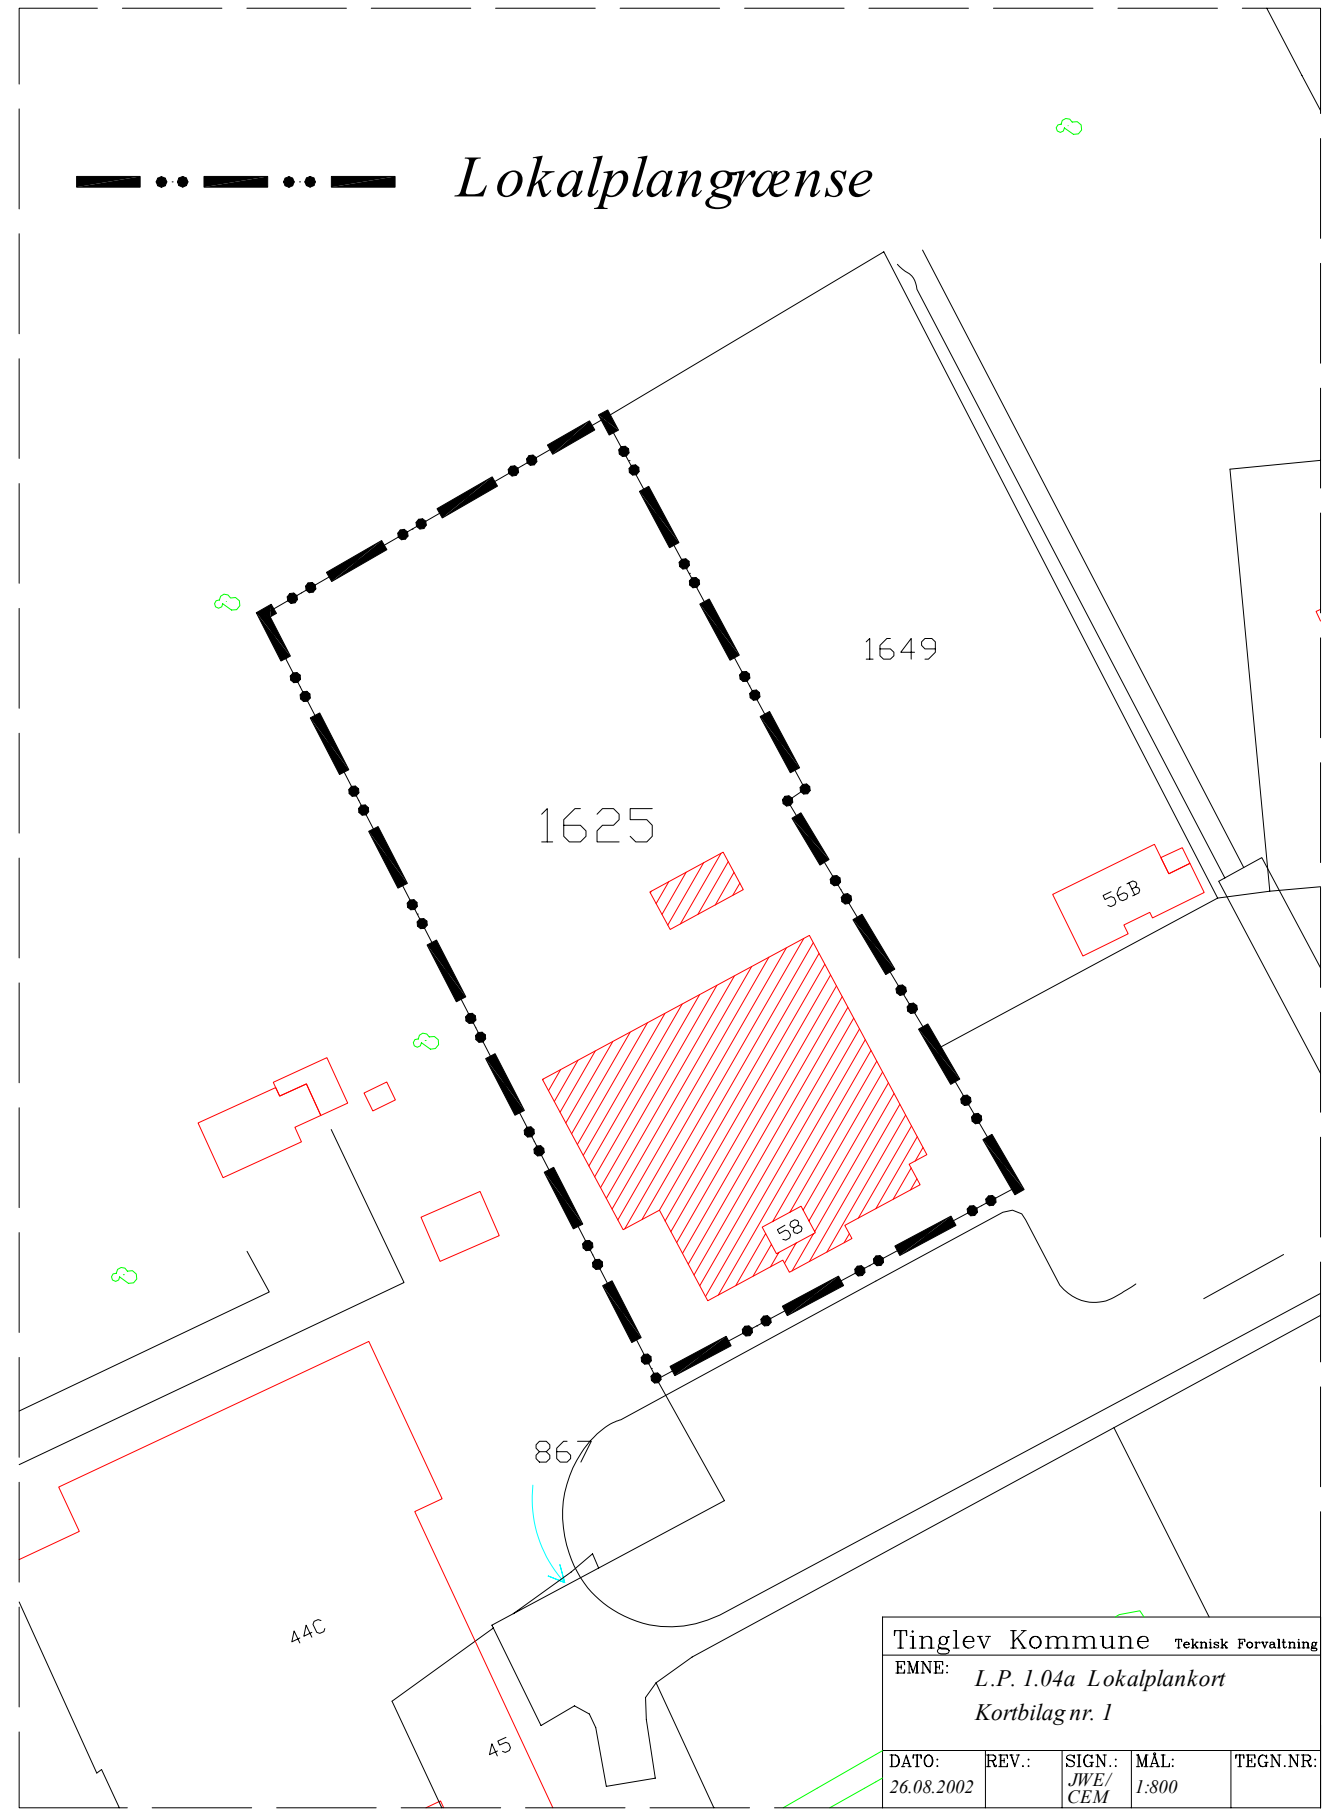 Lokalplangrænse
1649
1625
56B
58
867
44C
45
Tinglev Kommune Teknisk Forvaltning
EMNE: L.P. 1.04a Lokalplankort
Kortbilag nr. 1
DATO: REV.: SIGN.: MÅL: TEGN.NR:
26.08.2002 JWE/ CEM 1:800